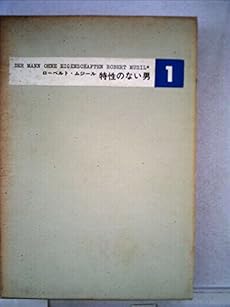 DER MANN OHNE EIGENSCHAFTEN ROBERT MUSIL*
ローベルト・ムジール 特性のない男
1